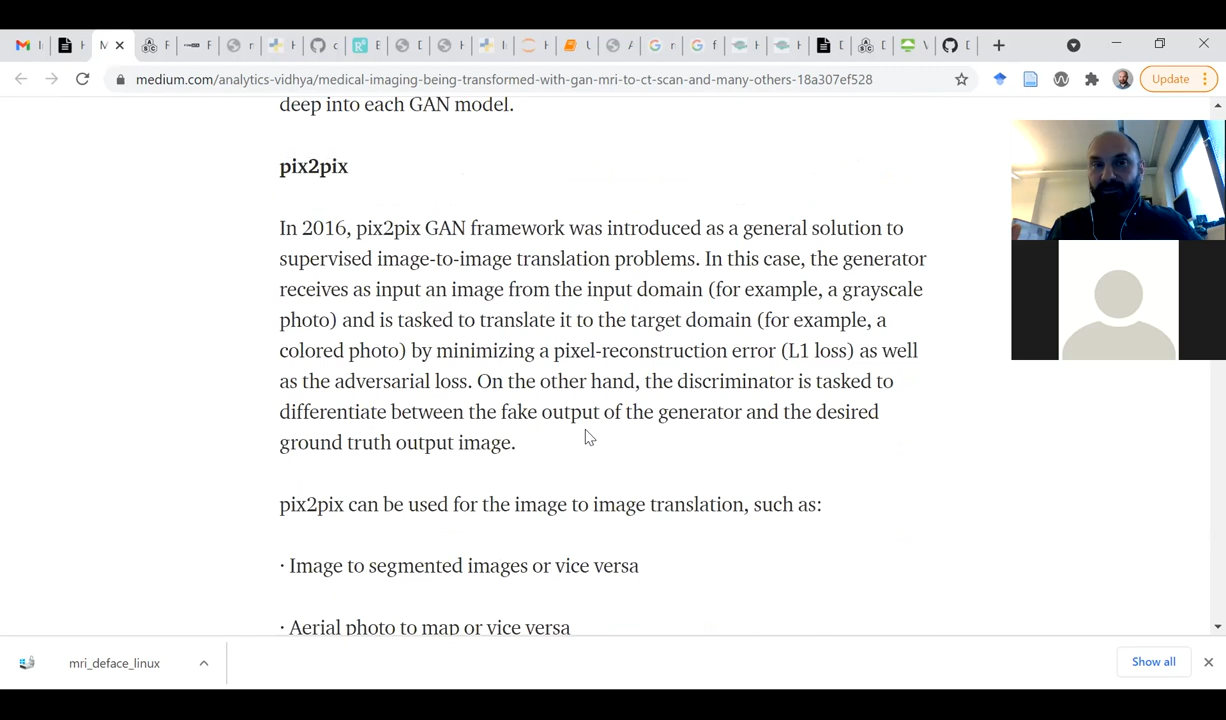 medium.com/analytics-vidhya/medical-imaging-being-transformed-with-gan-mri-to-ct-scan-and-many-others-18a307ef528
Update
deep into each GAN model.
pix2pix
In 2016, pix2pix GAN framework was introduced as a general solution to
supervised image-to-image translation problems. In this case, the generator
receives as input an image from the input domain (for example, a grayscale
photo) and is tasked to translate it to the target domain (for example, a
colored photo) by minimizing a pixel-reconstruction error (L1 loss) as well
as the adversarial loss. On the other hand, the discriminator is tasked to
differentiate between the fake output of the generator and the desired
ground truth output image.
pix2pix can be used for the image to image translation, such as:
· Image to segmented images or vice versa
· Aerial photo to map or vice versa
mri_deface_linux
Show all